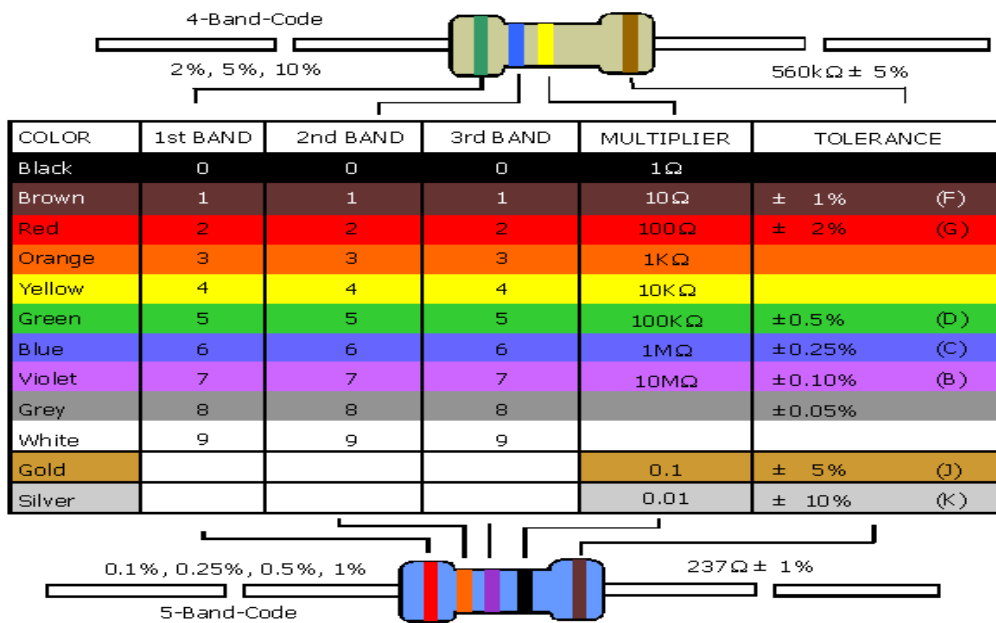 4-Band-Code
2%, 5%, 10%
560kΩ ± 5%
COLOR 1st BAND 2nd BAND 3rd BAND MULTIPLIER TOLERANCE
Black 0 0 0 1Ω
Brown 1 1 1 10Ω ± 1% (F)
Red 2 2 2 100Ω ± 2% (G)
Orange 3 3 3 1KΩ
Yellow 4 4 4 10KΩ
Green 5 5 5 100KΩ ±0.5% (D)
Blue 6 6 6 1MΩ ±0.25% (C)
Violet 7 7 7 10MΩ ±0.10% (B)
Grey 8 8 8 ±0.05%
White 9 9 9
Gold 0.1 ± 5% (J)
Silver 0.01 ± 10% (K)
0.1%, 0.25%, 0.5%, 1%
237Ω ± 1%
5-Band-Code